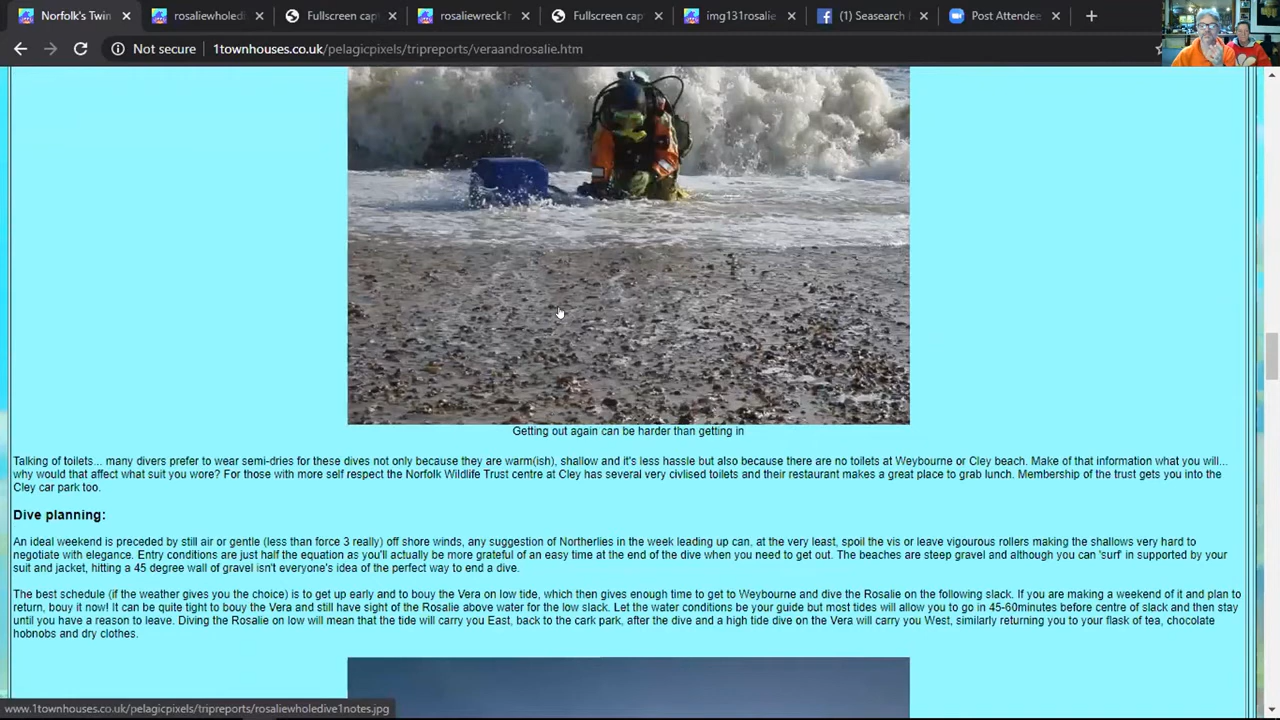 Norfolk's Twin
rosaliewholed
Fullscreen cap
rosaliewreck1
Fullscreen cap
img131rosalie
(1) Seasearch
Post Attendee
Not secure
1townhouses.co.uk/pelagicpixels/tripreports/veraandrosalie.htm
Getting out again can be harder than getting in
Talking of toilets... many divers prefer to wear semi-dries for these dives not only because they are warm(ish), shallow and it's less hassle but also because there are no toilets at Weybourne or Cley beach. Make of that information what you will...
why would that affect what suit you wore? For those with more self respect the Norfolk Wildlife Trust centre at Cley has several very civlised toilets and their restaurant makes a great place to grab lunch. Membership of the trust gets you into the
Cley car park too.
Dive planning:
An ideal weekend is preceded by still air or gentle (less than force 3 really) off shore winds, any suggestion of Northerlies in the week leading up can, at the very least, spoil the vis or leave vigourous rollers making the shallows very hard to
negotiate with elegance. Entry conditions are just half the equation as you'll actually be more grateful of an easy time at the end of the dive when you need to get out. The beaches are steep gravel and although you can 'surf' in supported by your
suit and jacket, hitting a 45 degree wall of gravel isn't everyone's idea of the perfect way to end a dive.
The best schedule (if the weather gives you the choice) is to get up early and to bouy the Vera on low tide, which then gives enough time to get to Weybourne and dive the Rosalie on the following slack. If you are making a weekend of it and plan to
return, bouy it now! It can be quite tight to bouy the Vera and still have sight of the Rosalie above water for the low slack. Let the water conditions be your guide but most tides will allow you to go in 45-60minutes before centre of slack and then stay
until you have a reason to leave. Diving the Rosalie on low will mean that the tide will carry you East, back to the cark park, after the dive and a high tide dive on the Vera will carry you West, similarly returning you to your flask of tea, chocolate
hobnobs and dry clothes.
www.1townhouses.co.uk/pelagicpixels/tripreports/rosaliewholedive1notes.jpg